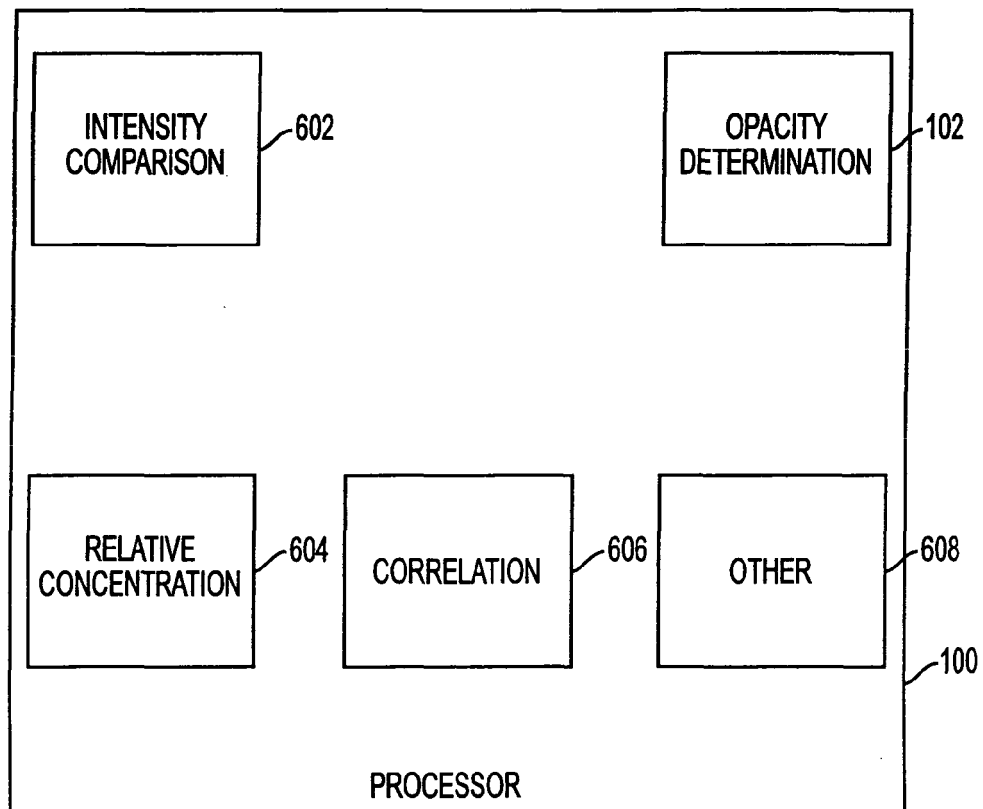 INTENSITY
COMPARISON
602
OPACITY
DETERMINATION
102
RELATIVE
CONCENTRATION
604
CORRELATION
606
OTHER
608
100
PROCESSOR